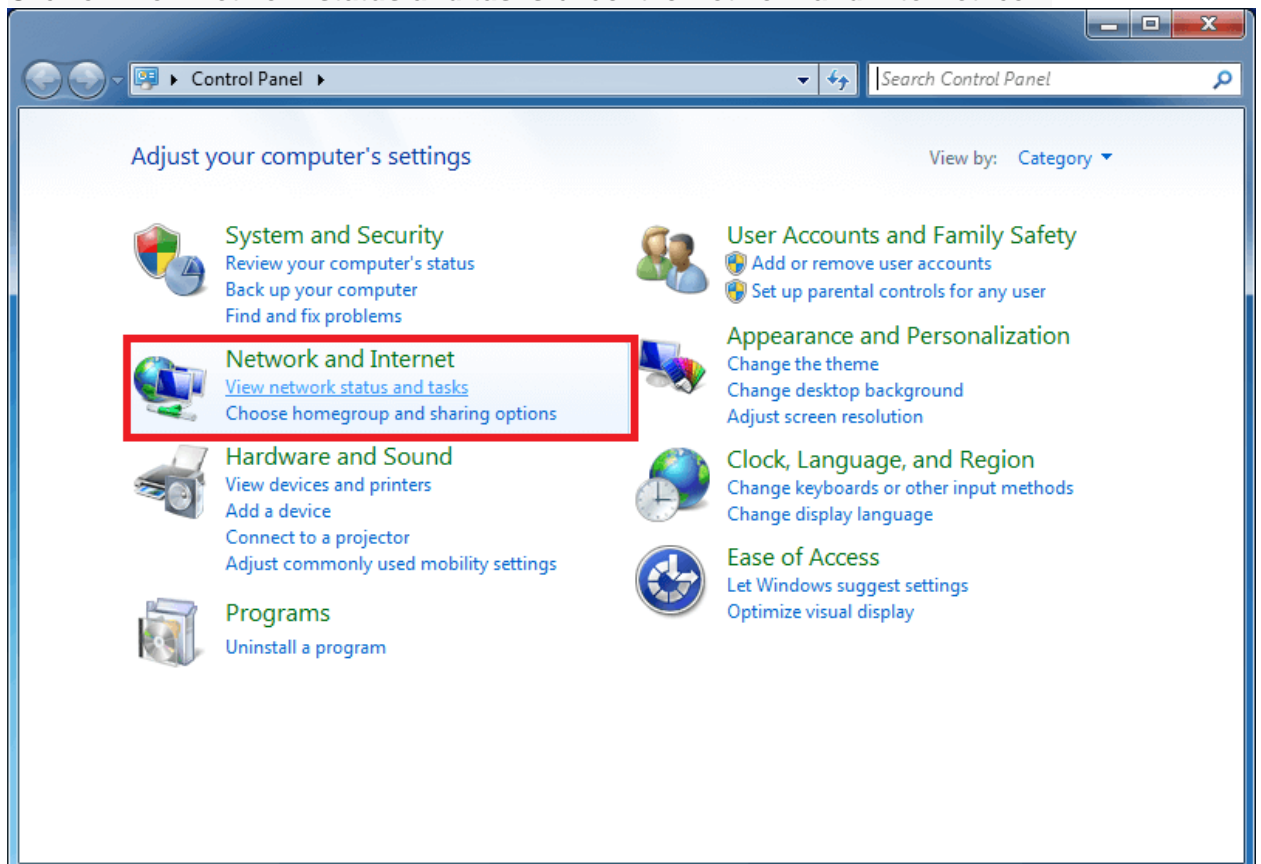 Control Panel
Search Control Panel
Adjust your computer's settings
View by: Category
System and Security
Review your computer's status
Back up your computer
Find and fix problems
Network and Internet
View network status and tasks
Choose homegroup and sharing options
Hardware and Sound
View devices and printers
Add a device
Connect to a projector
Adjust commonly used mobility settings
Programs
Uninstall a program
User Accounts and Family Safety
Add or remove user accounts
Set up parental controls for any user
Appearance and Personalization
Change the theme
Change desktop background
Adjust screen resolution
Clock, Language, and Region
Change keyboards or other input methods
Change display language
Ease of Access
Let Windows suggest settings
Optimize visual display